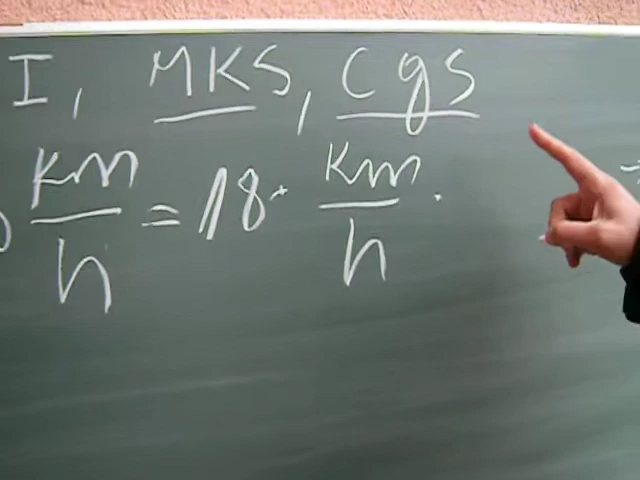 I, MKS, CgS
km/h = 18· km/h ·